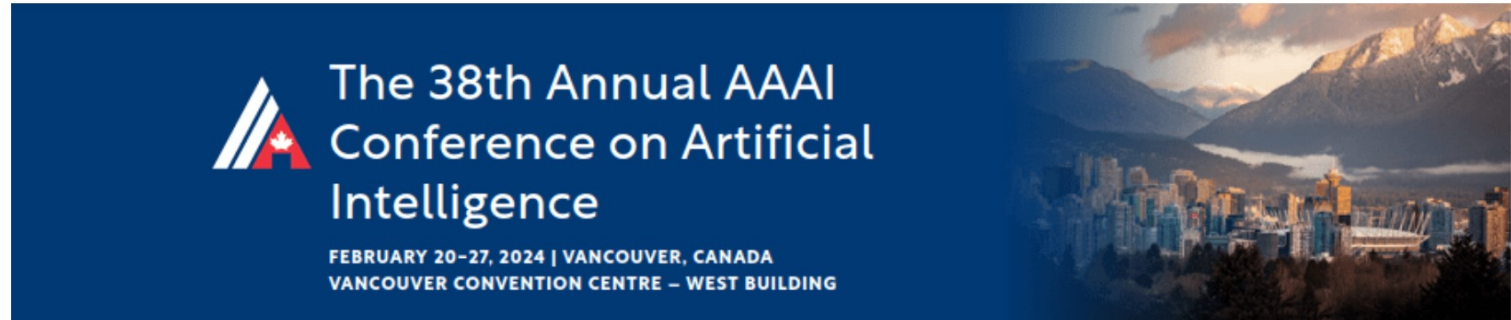 The 38th Annual AAAI
Conference on Artificial
Intelligence
FEBRUARY 20–27, 2024 | VANCOUVER, CANADA
VANCOUVER CONVENTION CENTRE – WEST BUILDING